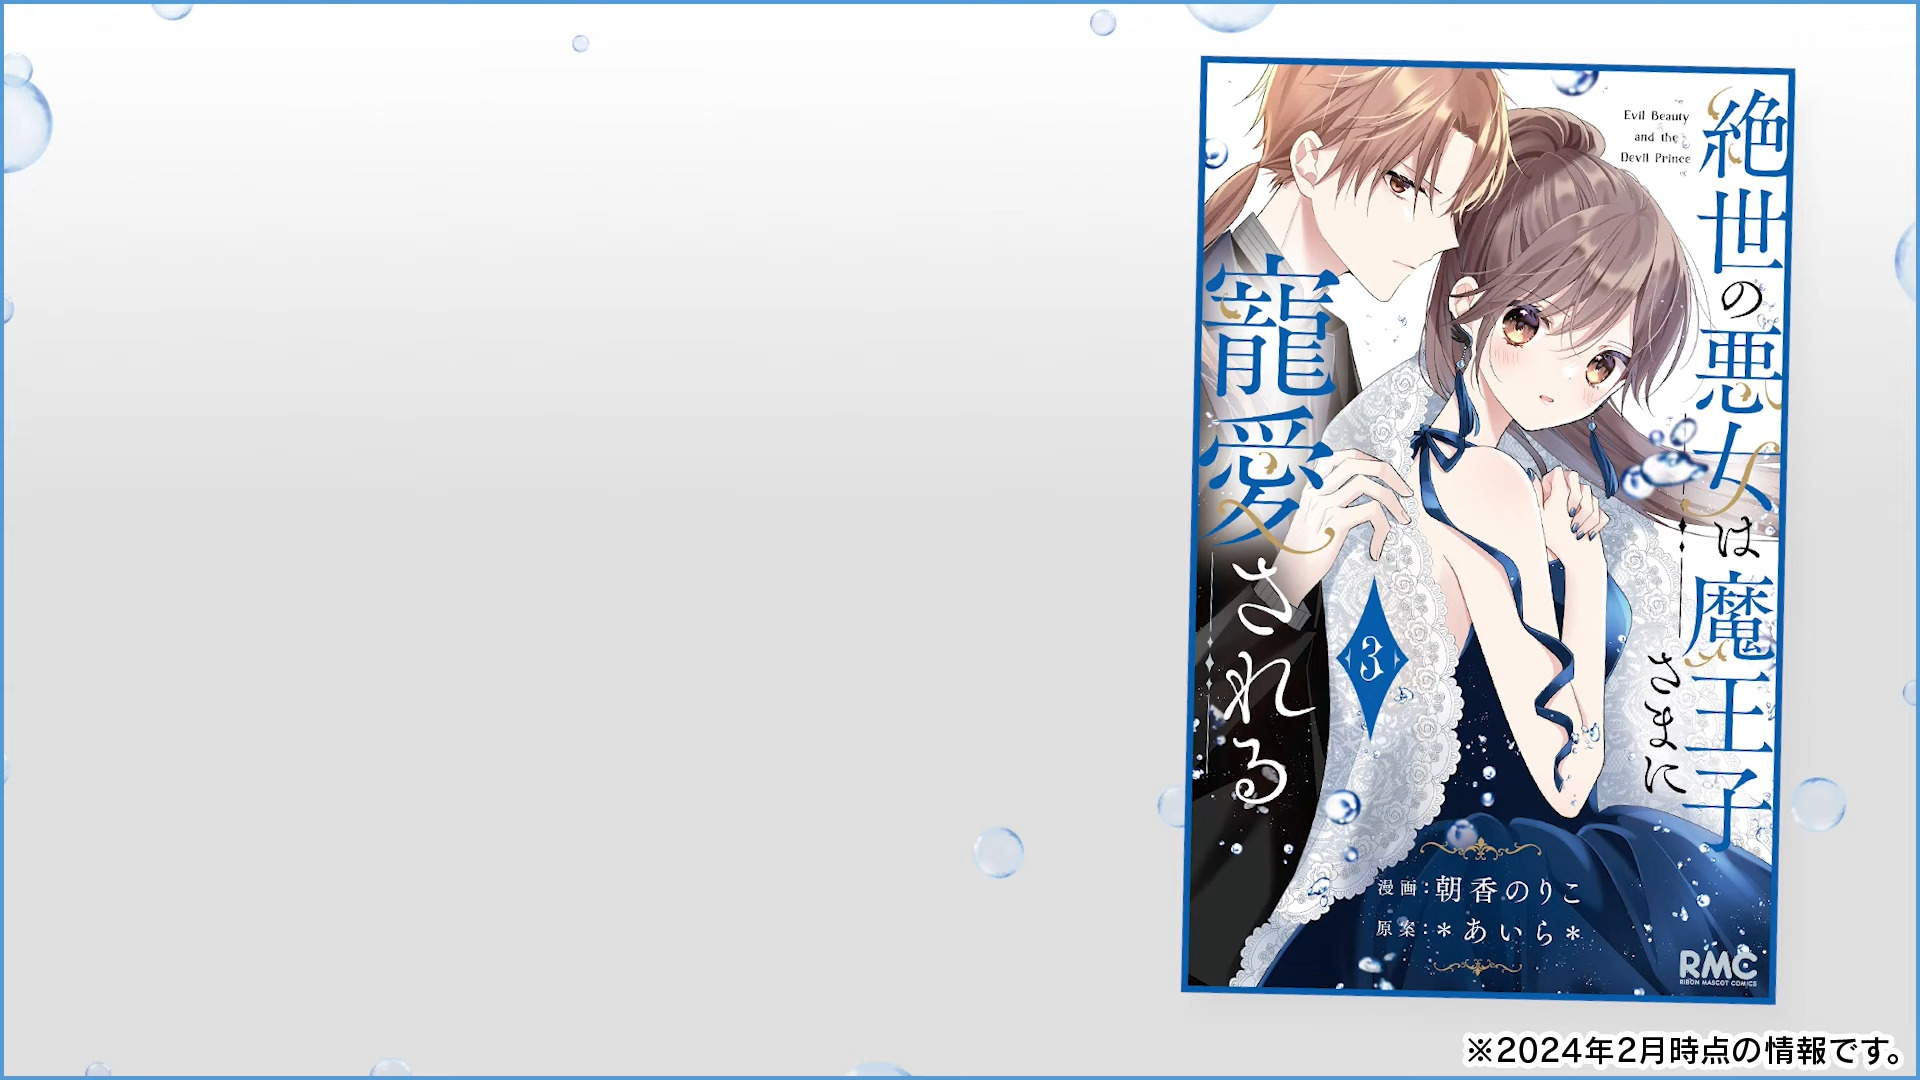 絶世の悪女は魔王子さまに
寵愛される
Evil Beauty
and the
Devil Prince
3
漫画:朝香のりこ
原案:＊あいら＊
RMC
RIBON MASCOT COMICS
※2024年2月時点の情報です。